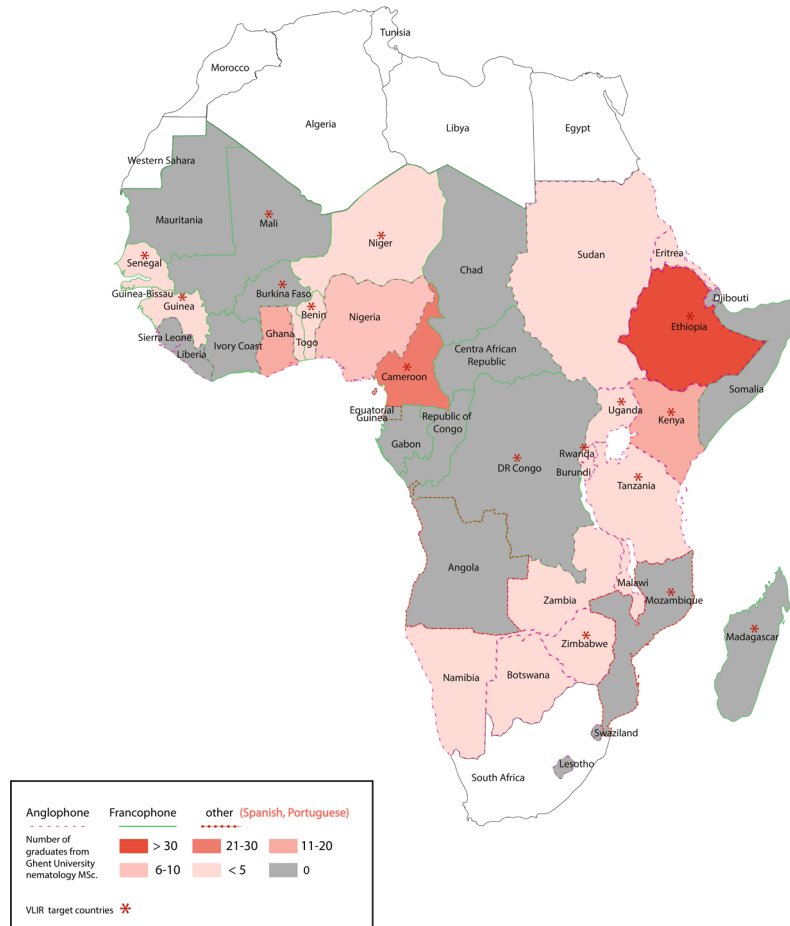 Tunisia
Morocco
Algeria
Libya
Egypt
Western Sahara
Mauritania
Mali
Niger
Chad
Sudan
Eritrea
Senegal
Guinea-Bissau
Guinea
Burkina Faso
Benin
Nigeria
Djibouti
Ethiopia
Sierra Leone
Liberia
Ivory Coast
Ghana
Togo
Central African
Republic
Cameroon
Somalia
Equatorial
Guinea
Republic of
Congo
Gabon
Uganda
Kenya
DR Congo
Rwanda
Burundi
Tanzania
Angola
Malawi
Zambia
Mozambique
Zimbabwe
Madagascar
Namibia
Botswana
Swaziland
Lesotho
South Africa
Anglophone Francophone other (Spanish, Portuguese)
Number of
graduates from
Ghent University
nematology MSc.
> 30 21-30 11-20
6-10 < 5 0
VLIR target countries *